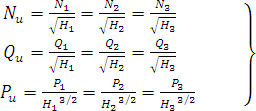 N_u = N_1/√H_1 = N_2/√H_2 = N_3/√H_3
Q_u = Q_1/√H_1 = Q_2/√H_2 = Q_3/√H_3
P_u = P_1/H_1^{3/2} = P_2/H_2^{3/2} = P_3/H_3^{3/2}